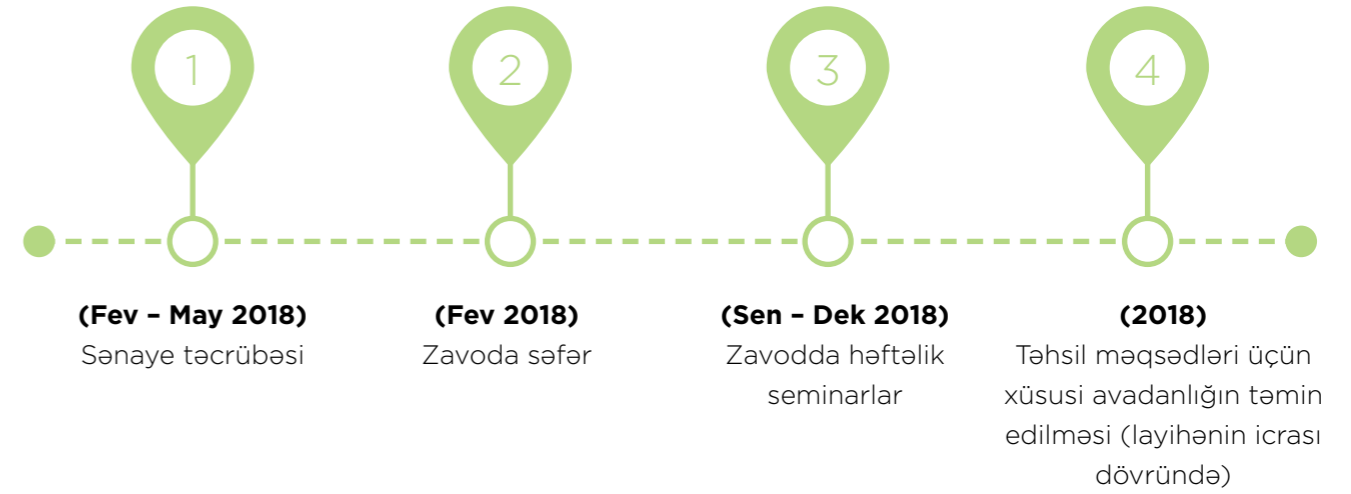 1
2
3
4
(Fev – May 2018)
Sənaye təcrübəsi
(Fev 2018)
Zavoda səfər
(Sen – Dek 2018)
Zavodda həftəlik
seminarlar
(2018)
Təhsil məqsədləri üçün
xüsusi avadanlığın təmin
edilməsi (layihənin icrası
dövründə)